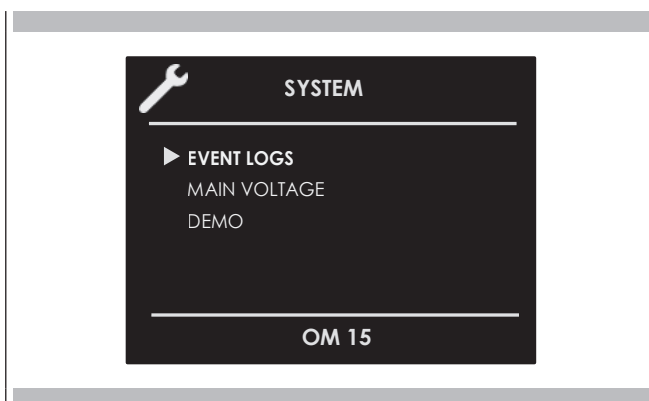 SYSTEM
EVENT LOGS
MAIN VOLTAGE
DEMO
OM 15